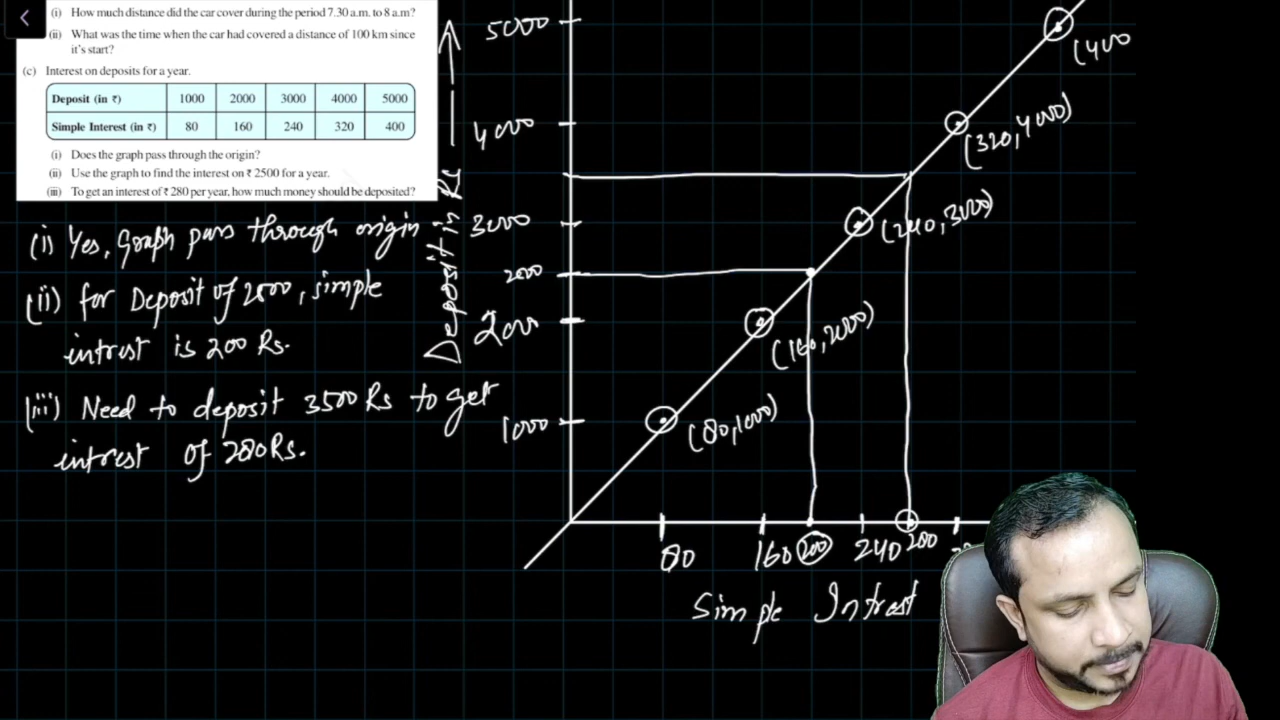 (i) How much distance did the car cover during the period 7.30 a.m. to 8 a.m?
(ii) What was the time when the car had covered a distance of 100 km since
it's start?
(c) Interest on deposits for a year.
Deposit (in ₹) 1000 2000 3000 4000 5000
Simple Interest (in ₹) 80 160 240 320 400
(i) Does the graph pass through the origin?
(ii) Use the graph to find the interest on ₹ 2500 for a year.
(iii) To get an interest of ₹ 280 per year, how much money should be deposited?
(i) Yes, Graph pass through origin
(ii) for Deposit of 2500, simple
intrest is 200 Rs.
(iii) Need to deposit 3500 Rs to get
intrest of 280Rs.
Deposit in Rs
5000
4000
3000
2000
1000
(400
(320,4000)
(240,3000)
(160,2000)
(80,1000)
80 160 200 240 280
Simple Intrest